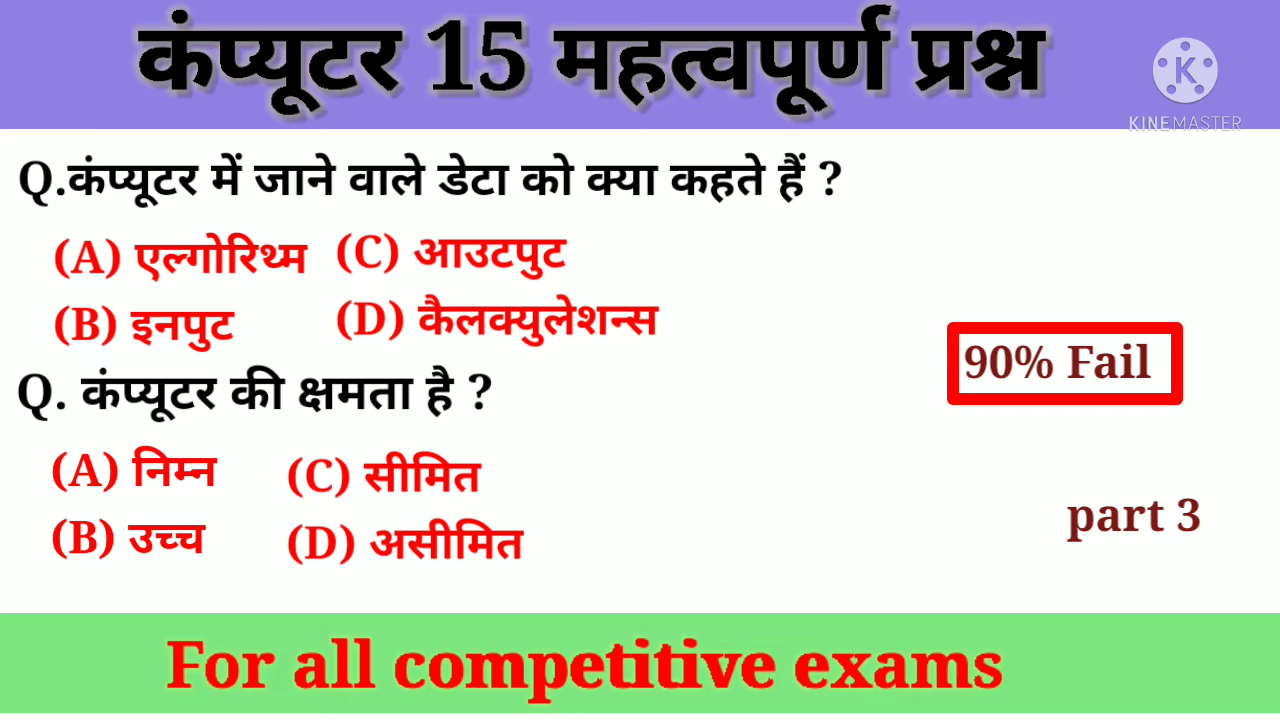 कंप्यूटर 15 महत्वपूर्ण प्रश्न
K
KINEMASTER
Q.कंप्यूटर में जाने वाले डेटा को क्या कहते हैं ?
(A) एल्गोरिथ्म (C) आउटपुट
(B) इनपुट (D) कैलक्युलेशन्स
90% Fail
Q. कंप्यूटर की क्षमता है ?
(A) निम्न (C) सीमित
(B) उच्च (D) असीमित
part 3
For all competitive exams